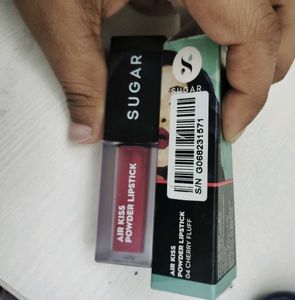 SUGAR
AIR KISS
POWDER LIPSTICK
SUGAR
S/N G068231571
AIR KISS
POWDER LIPSTICK
04 CHERRY FLUFF